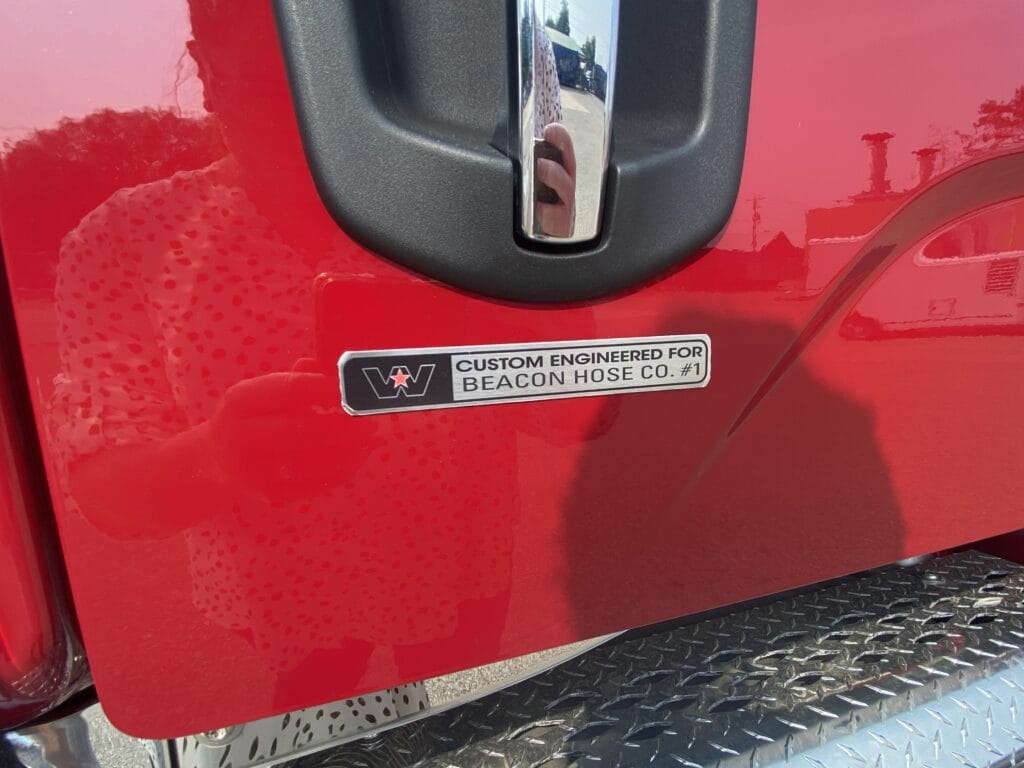 CUSTOM ENGINEERED FOR
BEACON HOSE CO. #1